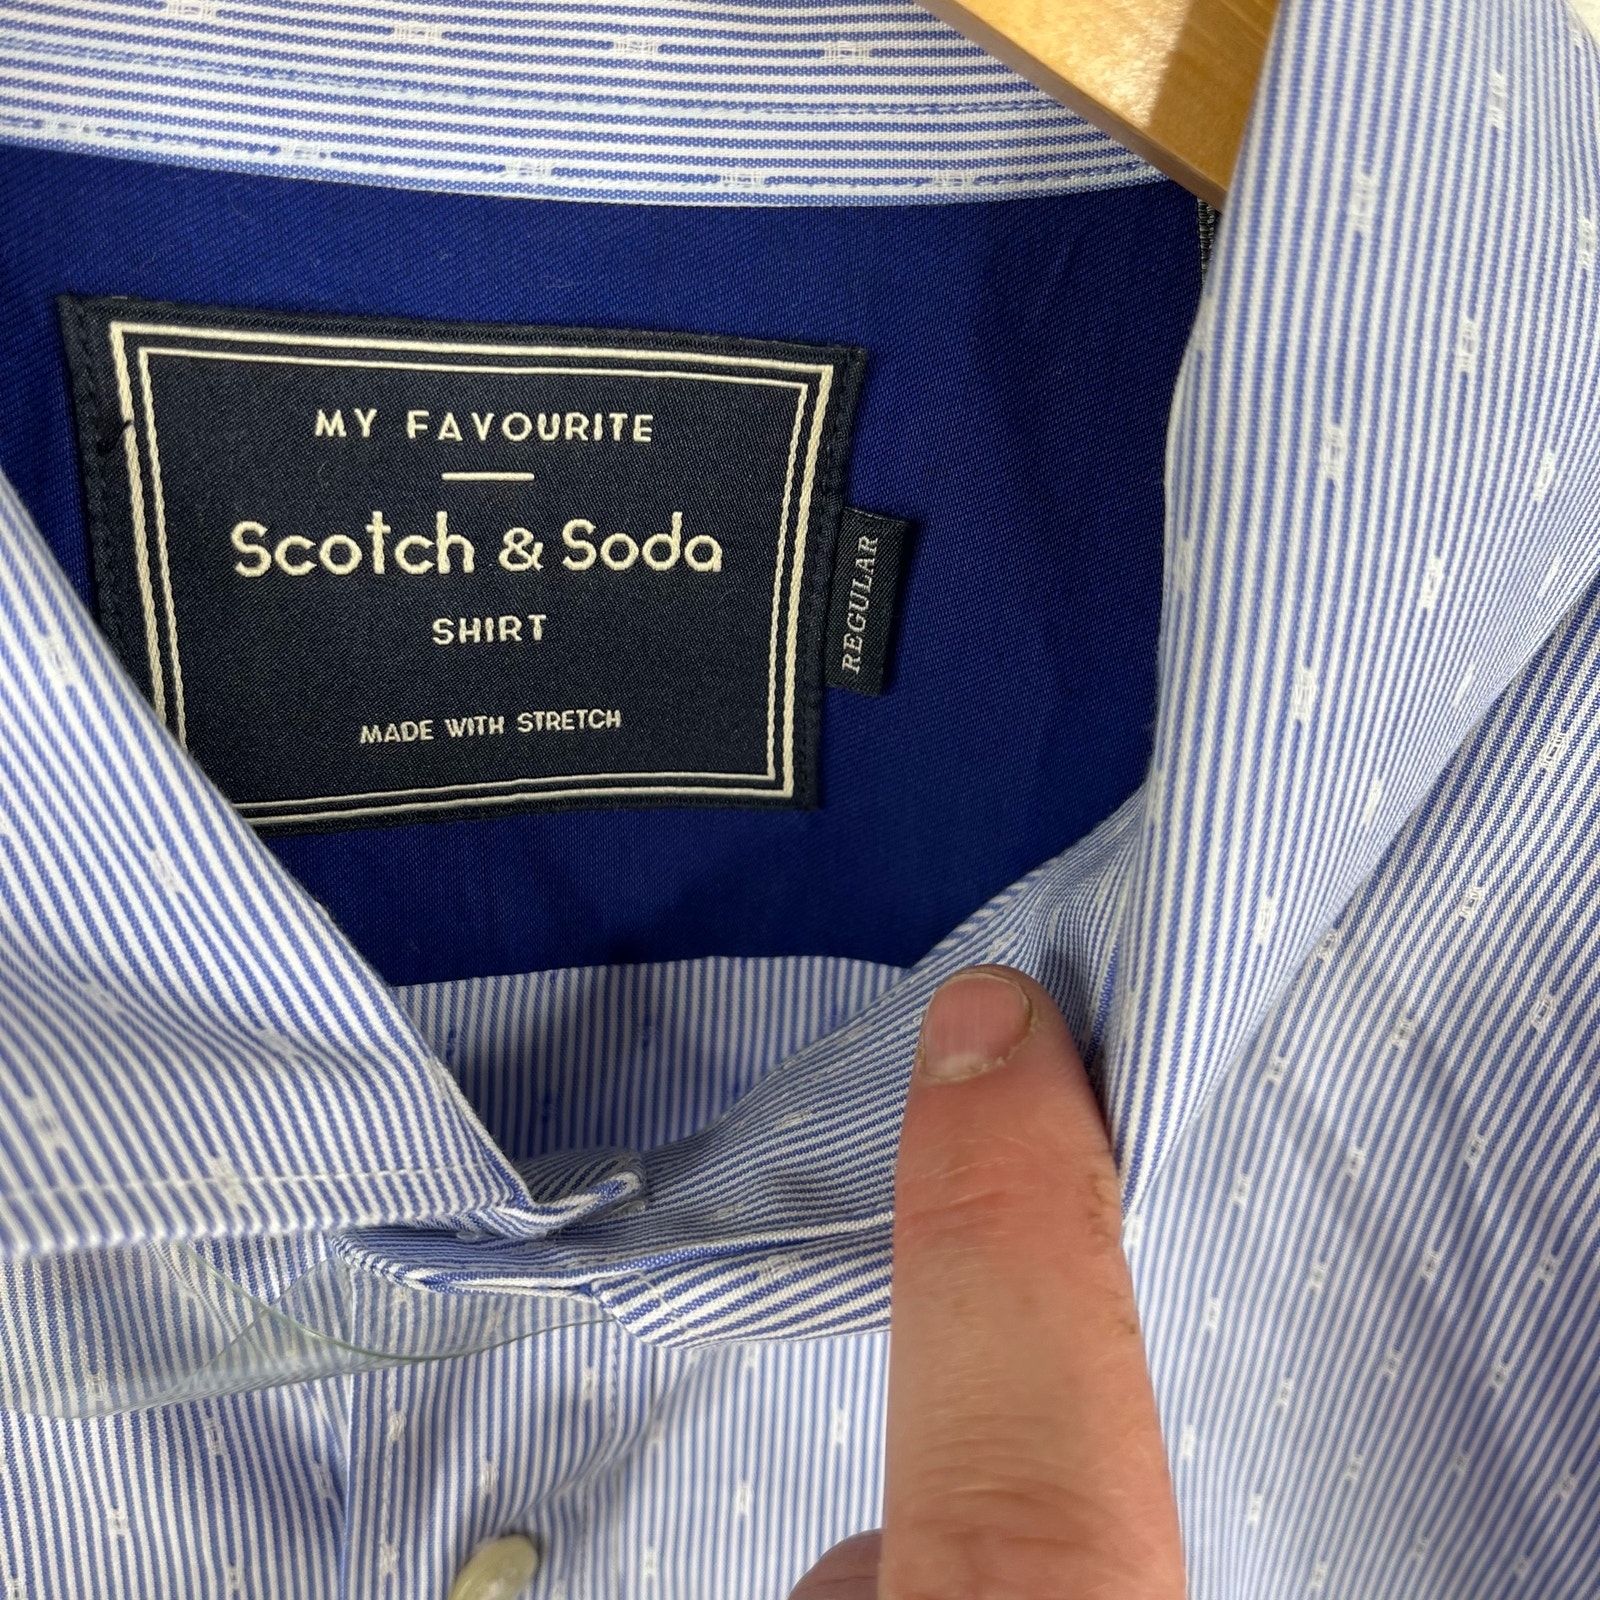 MY FAVOURITE
Scotch & Soda
SHIRT
MADE WITH STRETCH
REGULAR